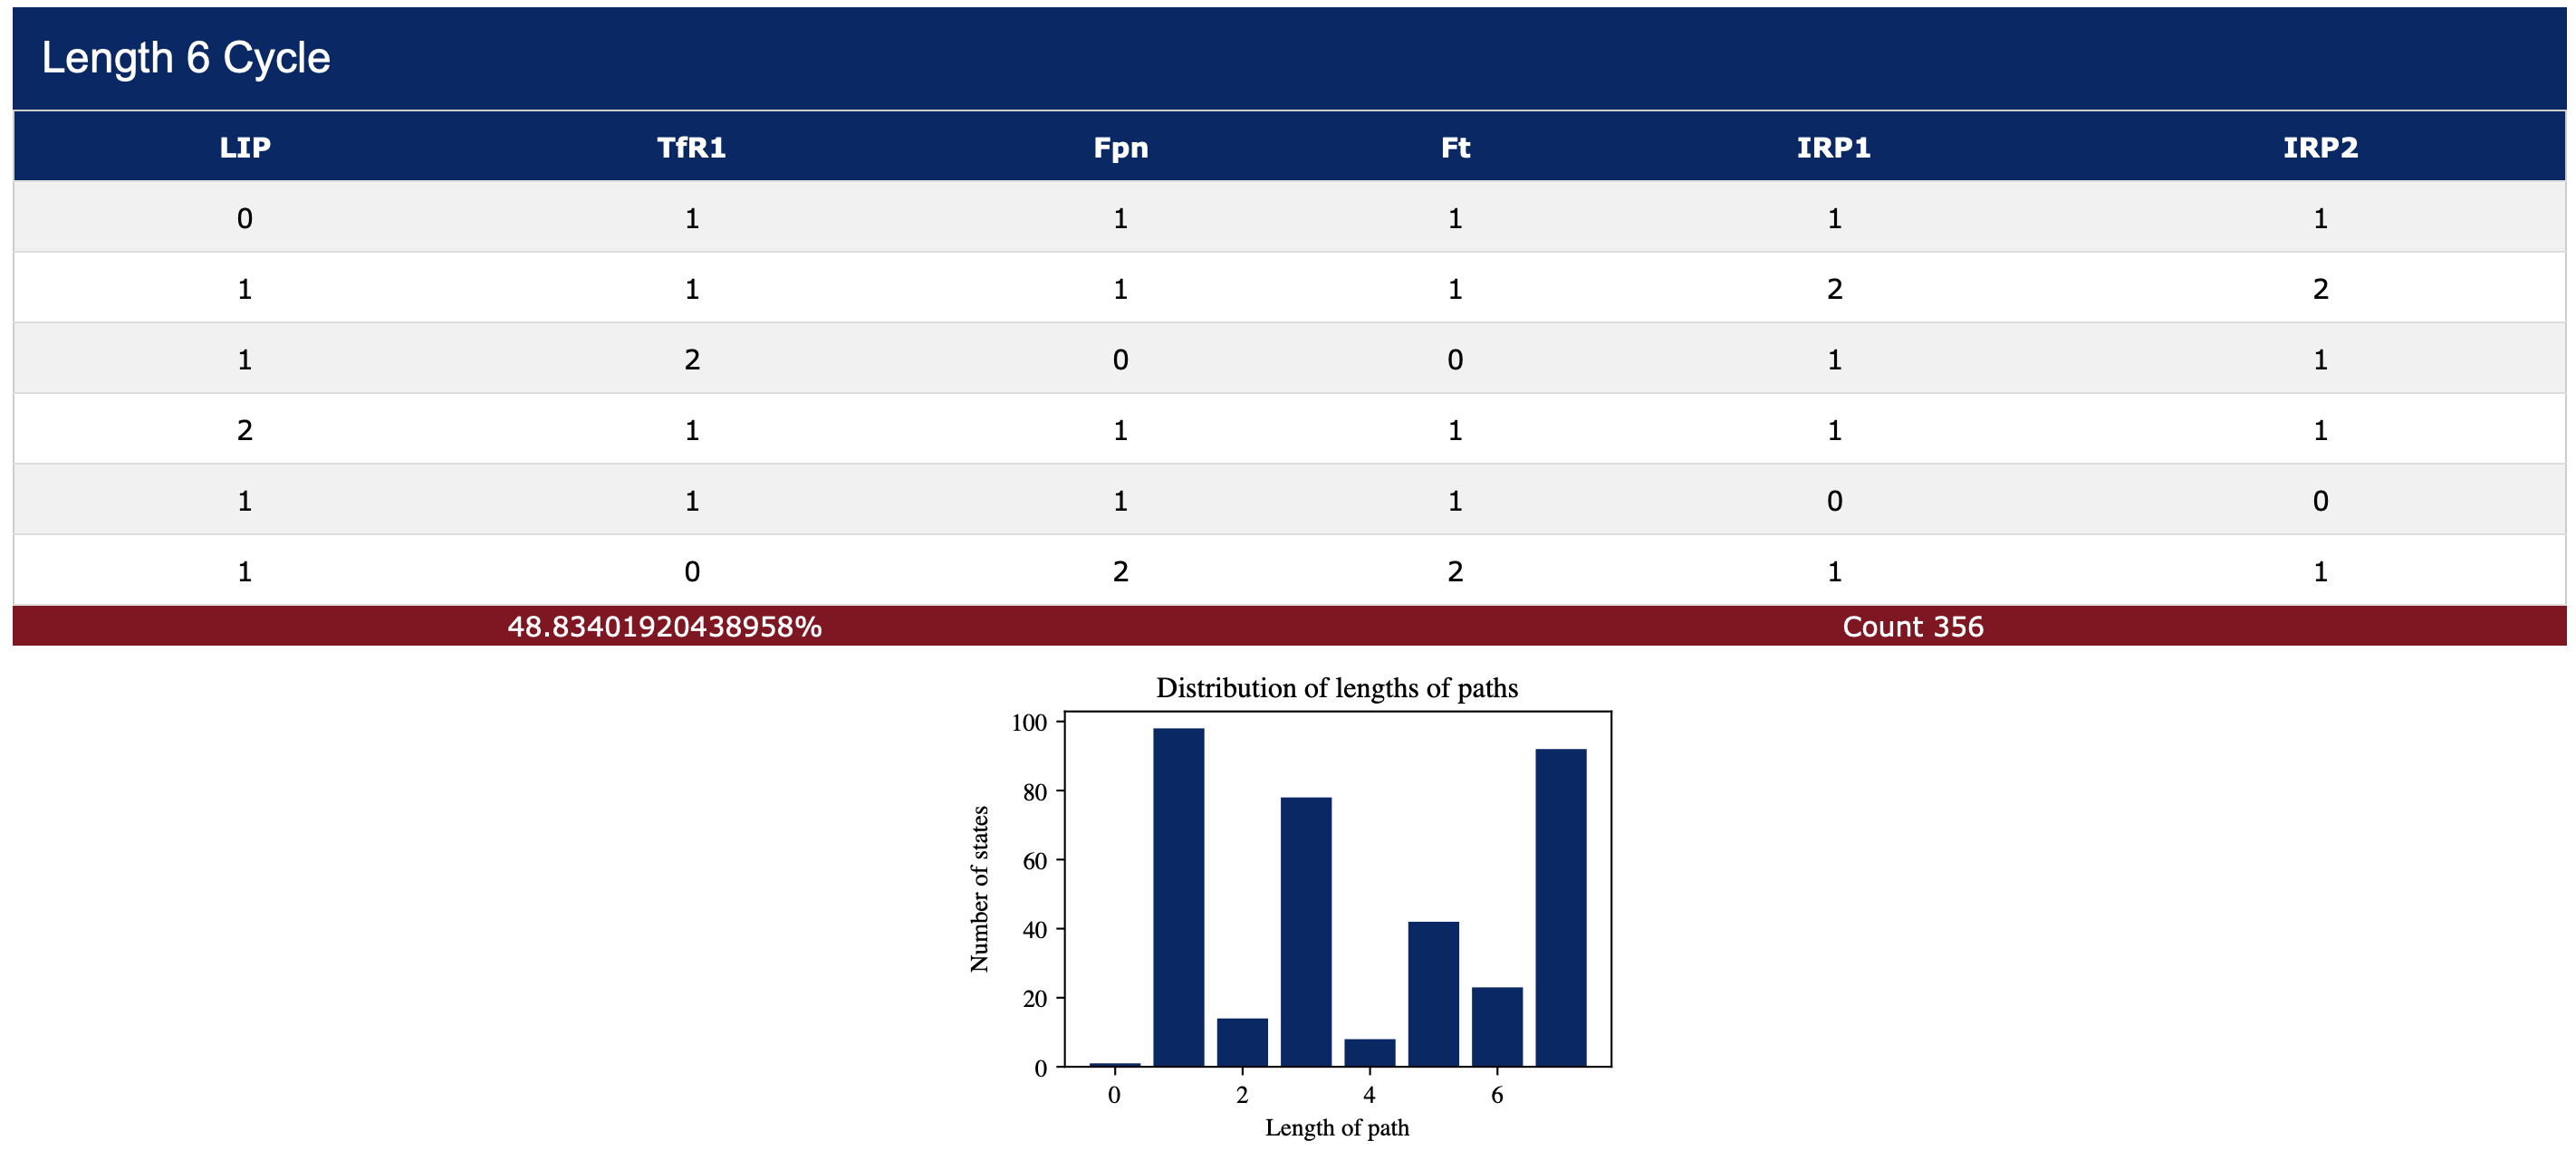 Length 6 Cycle
LIP TfR1 Fpn Ft IRP1 IRP2
0 1 1 1 1 1
1 1 1 1 2 2
1 2 0 0 1 1
2 1 1 1 1 1
1 1 1 1 0 0
1 0 2 2 1 1
48.83401920438958% Count 356
Distribution of lengths of paths
100
80
60
40
20
0
Number of states
0 2 4 6
Length of path